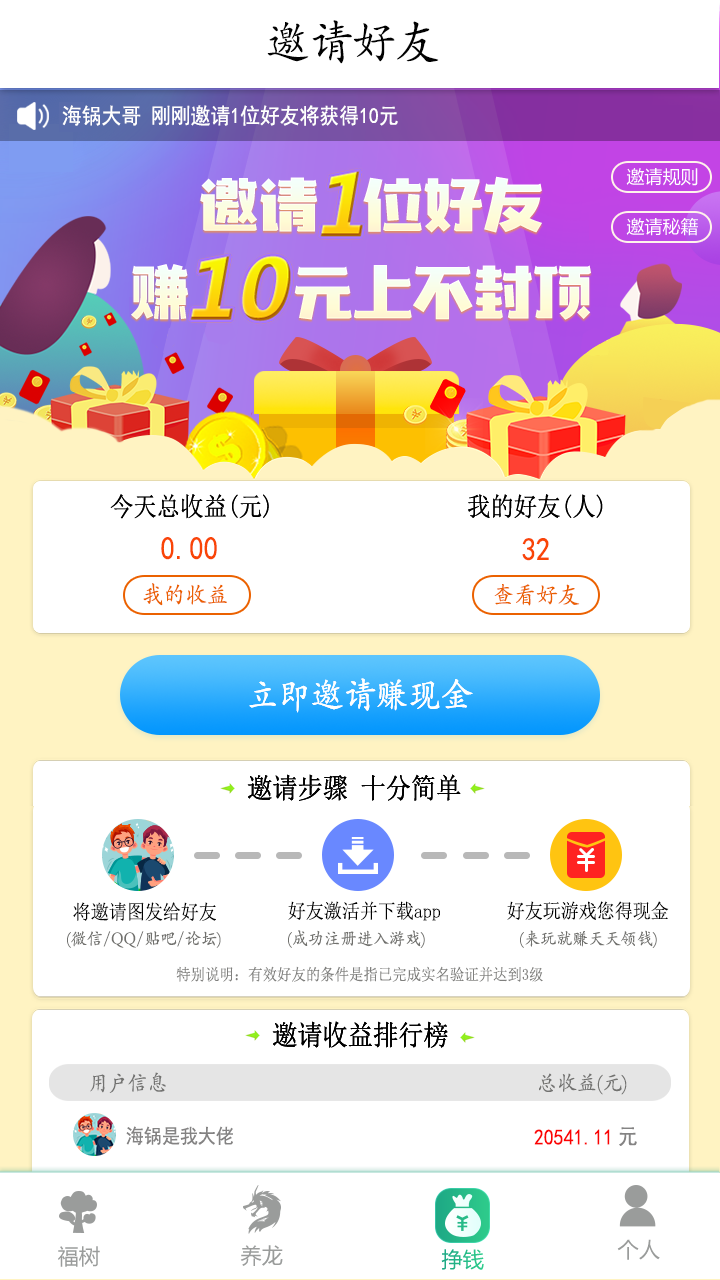 邀请好友
海锅大哥 刚刚邀请1位好友将获得10元
邀请规则
邀请秘籍
邀请1位好友
赚10元上不封顶
今天总收益(元)
我的好友(人)
0.00
32
我的收益
查看好友
立即邀请赚现金
邀请步骤 十分简单
将邀请图发给好友
好友激活并下载app
好友玩游戏您得现金
(微信/QQ/贴吧/论坛)
(成功注册进入游戏)
(来玩就赚天天领钱)
特别说明：有效好友的条件是指已完成实名验证并达到3级
邀请收益排行榜
用户信息
总收益(元)
海锅是我大佬
20541.11 元
福树
养龙
挣钱
个人